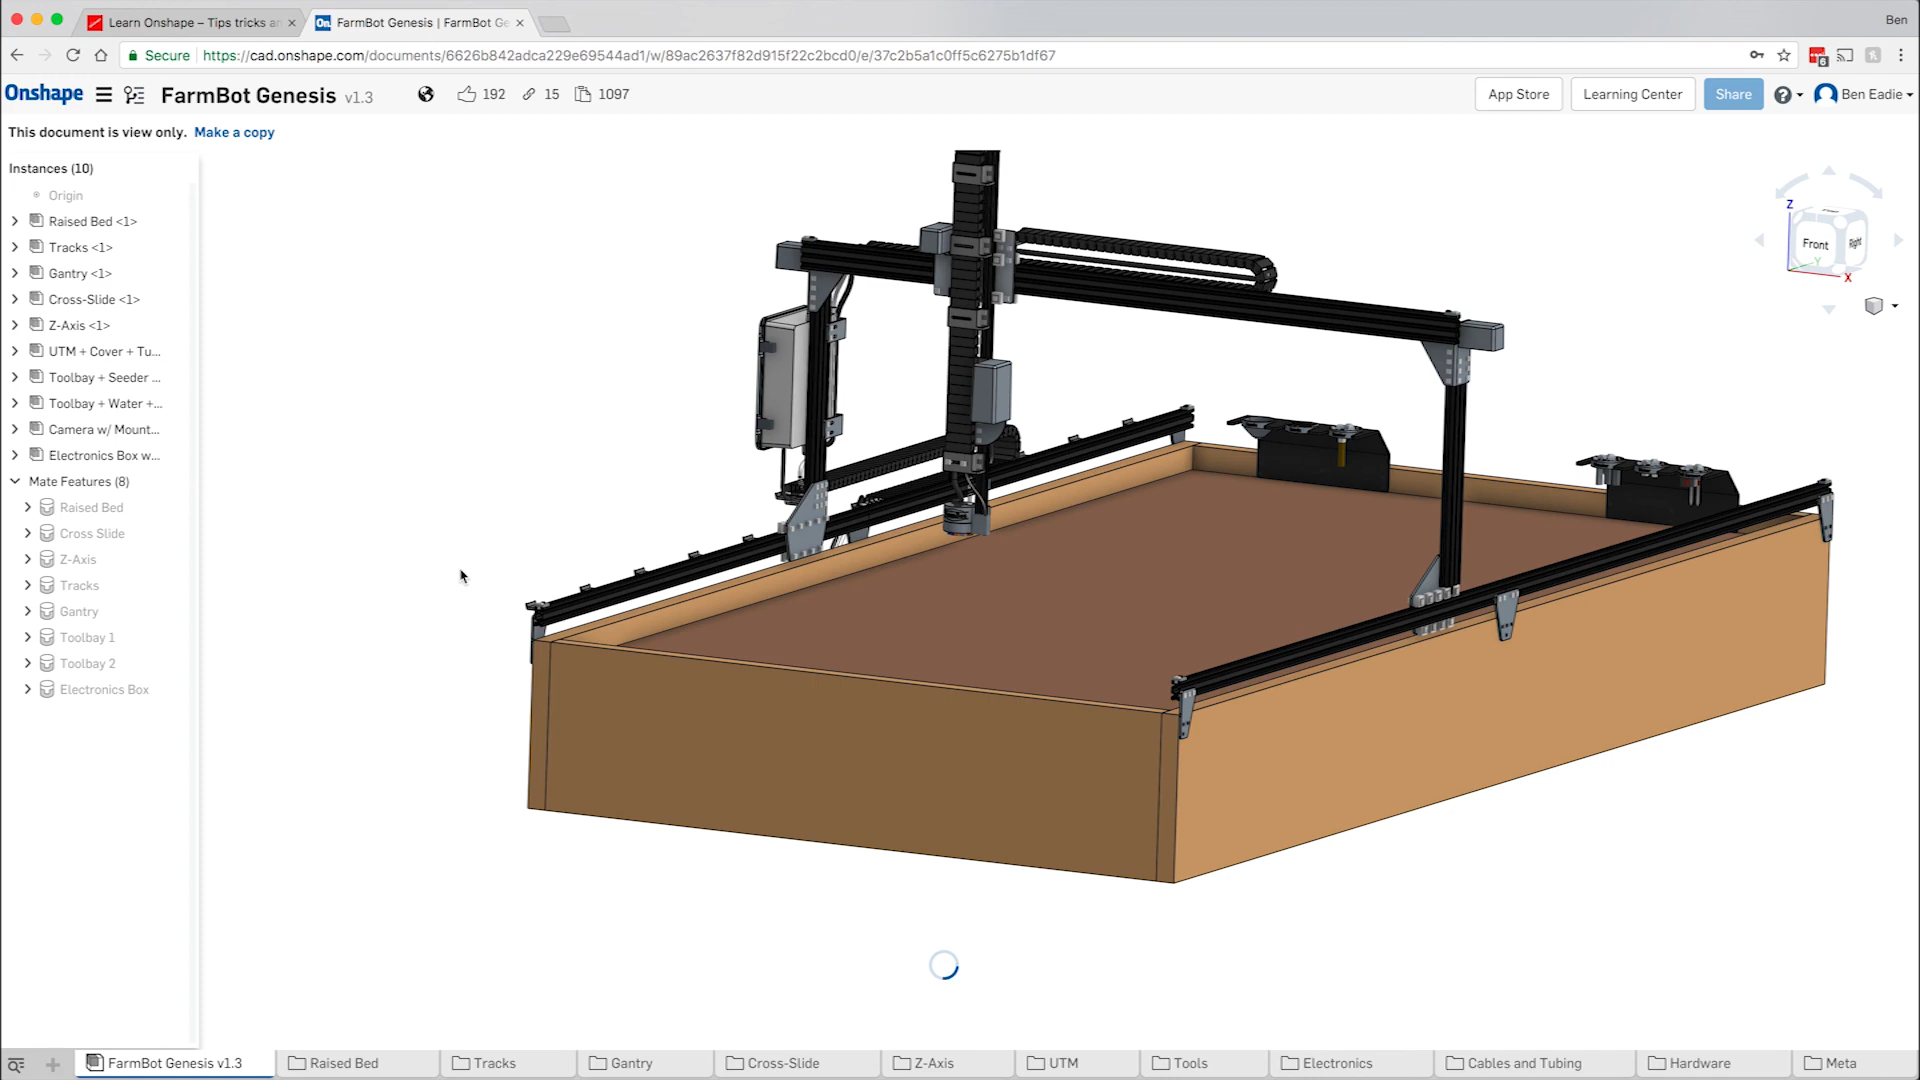 Learn Onshape – Tips tricks a
FarmBot Genesis | FarmBot Ge
Ben
Secure
https://cad.onshape.com/documents/6626b842adca229e69544ad1/w/89ac2637f82d915f22c2bcd0/e/37c2b5a1c0ff5c6275b1df67
6
Onshape
FarmBot Genesis v1.3
192
15
1097
App Store
Learning Center
Share
Ben Eadie
This document is view only. Make a copy
Instances (10)
Origin
Raised Bed <1>
Tracks <1>
Gantry <1>
Cross-Slide <1>
Z-Axis <1>
UTM + Cover + Tu...
Toolbay + Seeder ...
Toolbay + Water +...
Camera w/ Mount...
Electronics Box w...
Mate Features (8)
Raised Bed
Cross Slide
Z-Axis
Tracks
Gantry
Toolbay 1
Toolbay 2
Electronics Box
Z
Front
Right
Y
X
FarmBot Genesis v1.3
Raised Bed
Tracks
Gantry
Cross-Slide
Z-Axis
UTM
Tools
Electronics
Cables and Tubing
Hardware
Meta